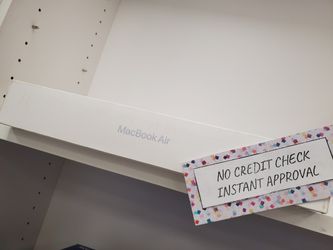 MacBook Air
NO CREDIT CHECK
INSTANT APPROVAL